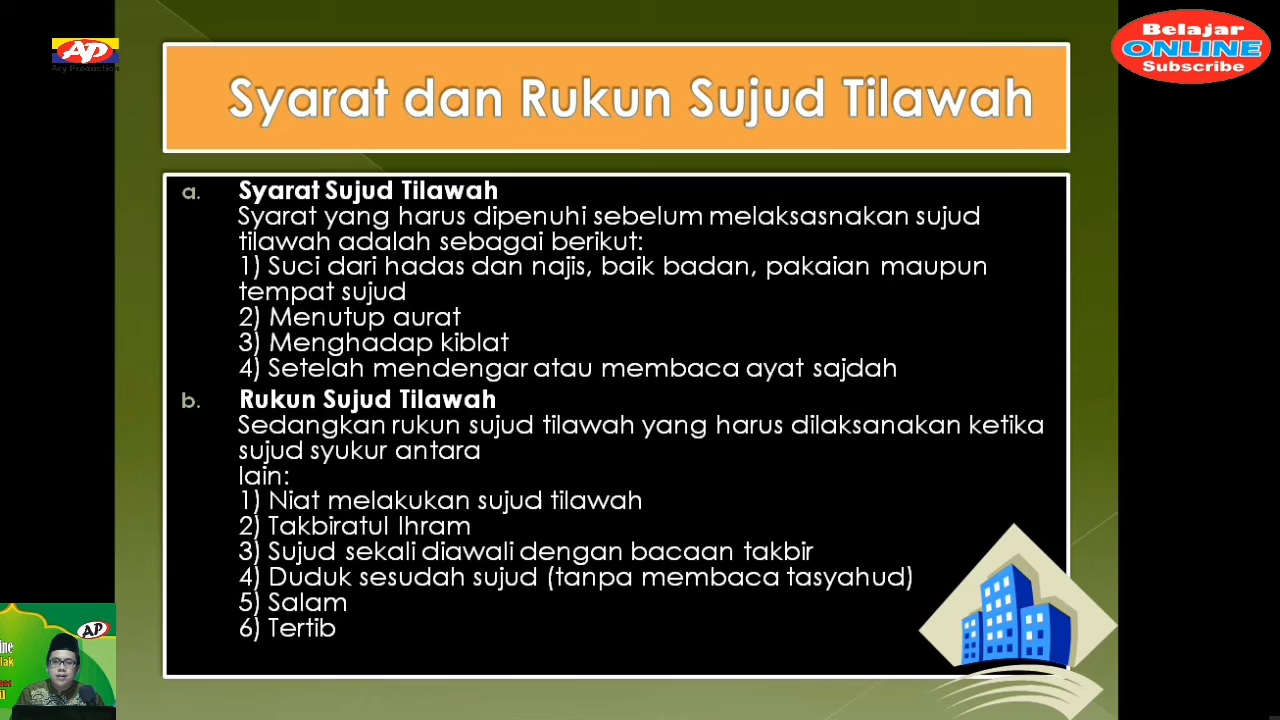 AP
Ary Production
Belajar
ONLINE
Subscribe
Syarat dan Rukun Sujud Tilawah
a. Syarat Sujud Tilawah
Syarat yang harus dipenuhi sebelum melaksasnakan sujud
tilawah adalah sebagai berikut:
1) Suci dari hadas dan najis, baik badan, pakaian maupun
tempat sujud
2) Menutup aurat
3) Menghadap kiblat
4) Setelah mendengar atau membaca ayat sajdah
b. Rukun Sujud Tilawah
Sedangkan rukun sujud tilawah yang harus dilaksanakan ketika
sujud syukur antara
lain:
1) Niat melakukan sujud tilawah
2) Takbiratul Ihram
3) Sujud sekali diawali dengan bacaan takbir
4) Duduk sesudah sujud (tanpa membaca tasyahud)
5) Salam
6) Tertib
AP